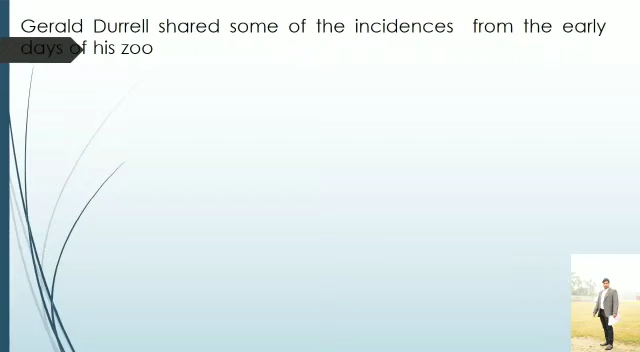 Gerald Durrell shared some of the incidences from the early
days of his zoo